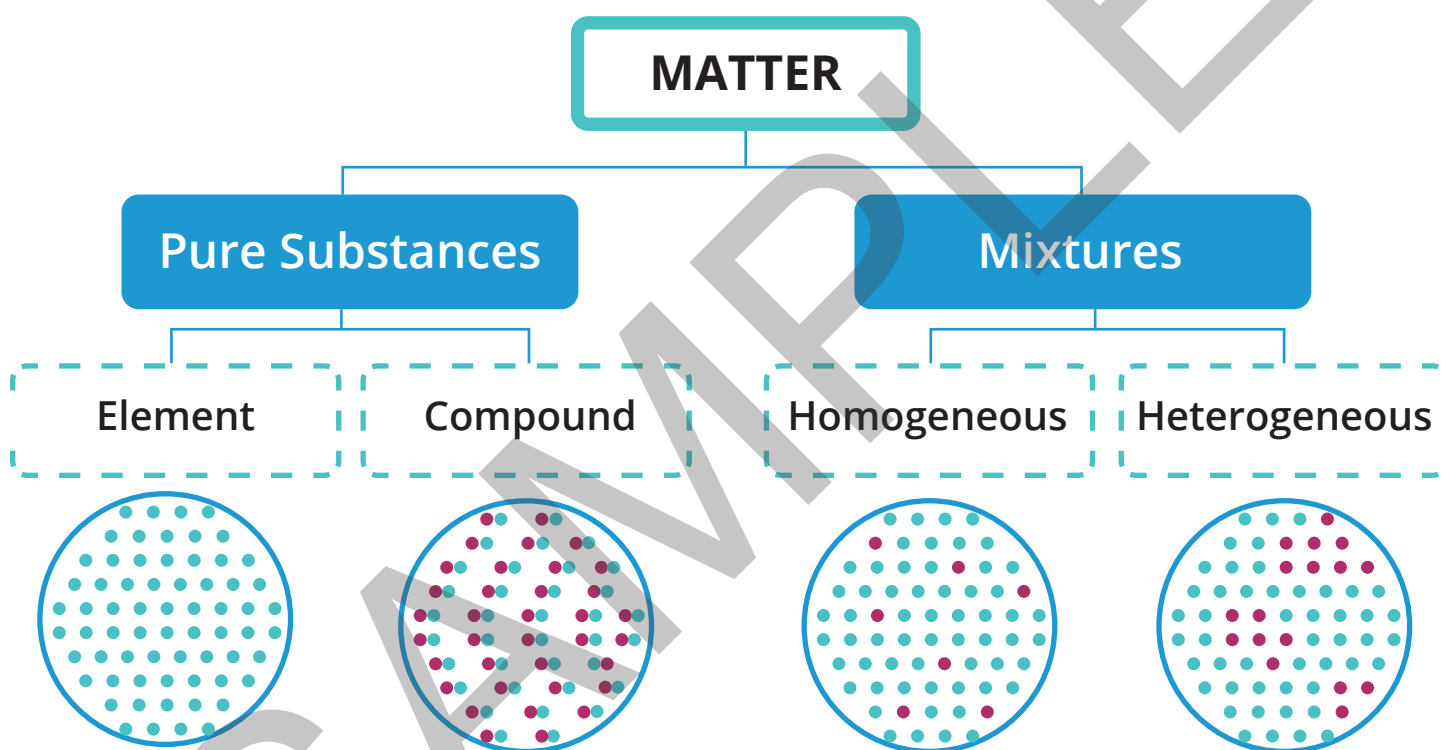 MATTER
Pure Substances
Mixtures
Element
Compound
Homogeneous
Heterogeneous
SAMPLE